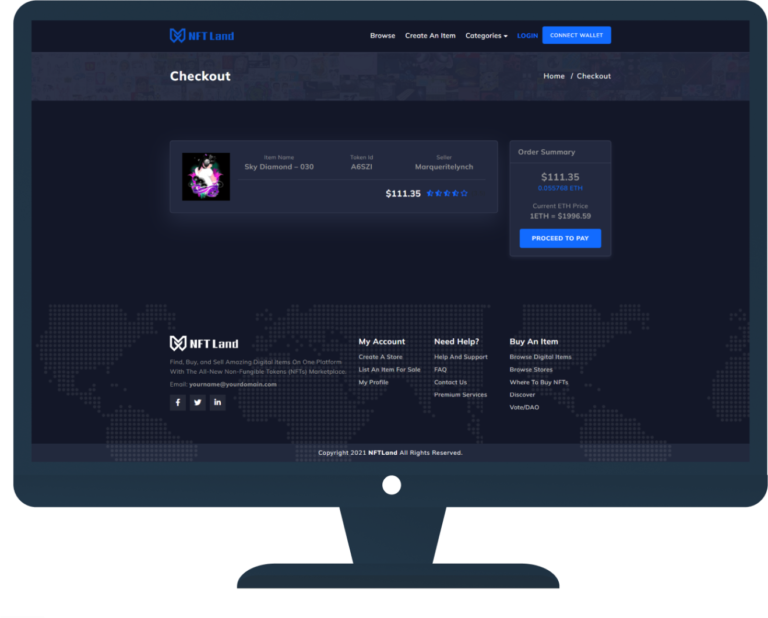 NFT Land
Browse Create An Item Categories LOGIN CONNECT WALLET
Checkout
Home / Checkout
Item Name Token Id Seller
Sky Diamond – 030 A6SZI Marqueritelynch
$111.35
Order Summary
$111.35
Current ETH Price
1ETH = $1996.59
PROCEED TO PAY
NFT Land
Find, Buy, and Sell Amazing Digital Items On One Platform
With The All-New Non-Fungible Tokens (NFTs) Marketplace.
Email: yourname@yourdomain.com
My Account
Create A Store
List An Item For Sale
My Profile
Need Help?
Help And Support
FAQ
Contact Us
Premium Services
Buy An Item
Browse Digital Items
Browse Stores
Where To Buy NFTs
Discover
Vote/DAO
Copyright 2021 NFTLand All Rights Reserved.